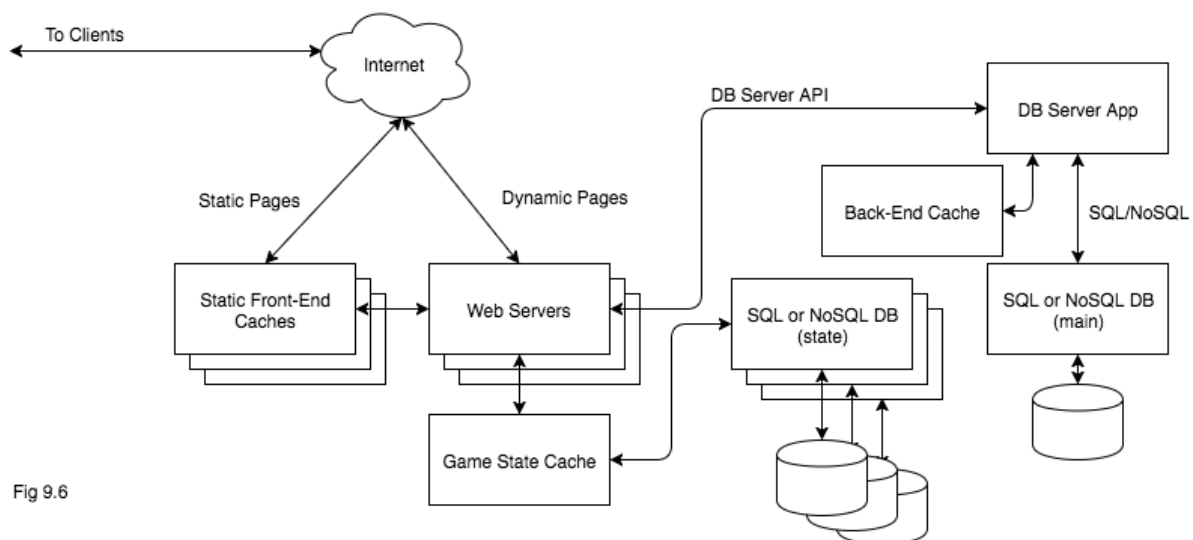 To Clients
Internet
DB Server API
DB Server App
Static Pages
Dynamic Pages
Back-End Cache
SQL/NoSQL
Static Front-End
Caches
Web Servers
SQL or NoSQL DB
(state)
SQL or NoSQL DB
(main)
Game State Cache
Fig 9.6